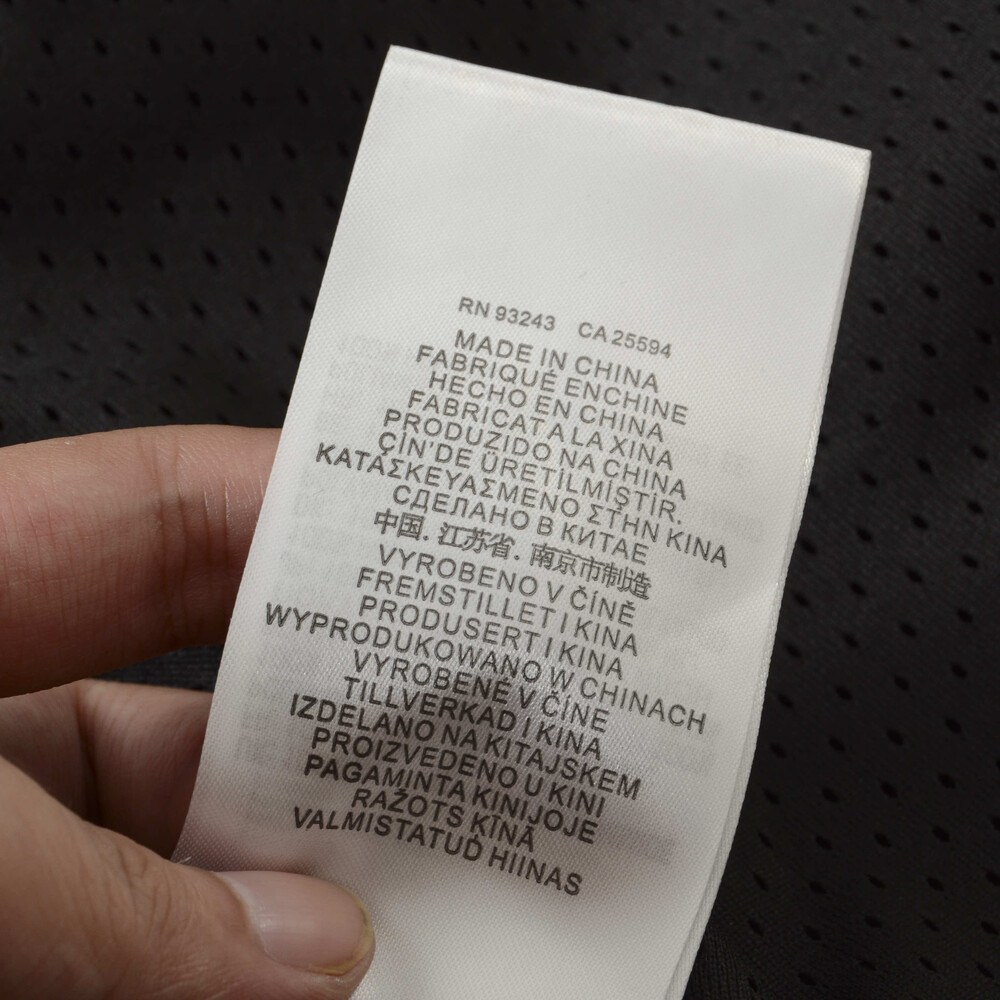 RN 93243 CA 25594
MADE IN CHINA
FABRIQUÉ ENCHINE
HECHO EN CHINA
FABRICAT A LA XINA
PRODUZIDO NA CHINA
ÇİN'DE ÜRETİLMİŞTİR.
ΚΑΤΆΣΚΕΥΑΣΜΕΝΟ ΣΤΗΝ ΚΙΝΑ
СДЕЛАНО В КИТАЕ
中国. 江苏省. 南京市制造
VYROBENO V ČÍNĚ
FREMSTILLET I KINA
PRODUSERT I KINA
WYPRODUKOWANO W CHINACH
VYROBENÉ V ČÍNE
TILLVERKAD I KINA
IZDELANO NA KITAJSKEM
PROIZVEDENO U KINI
PAGAMINTA KINIJOJE
RAŽOTS ĶĪNĀ
VALMISTATUD HIINAS